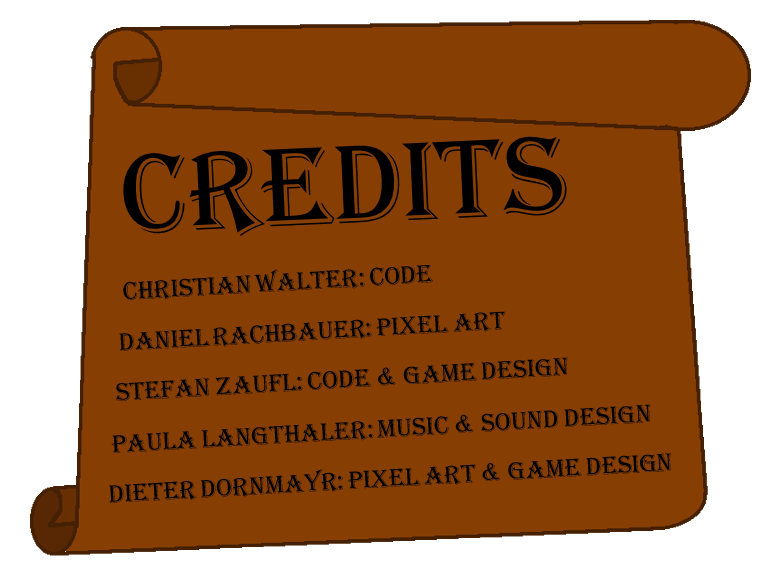 CREDITS
CHRISTIAN WALTER: CODE
DANIEL RACHBAUER: PIXEL ART
STEFAN ZAUFL: CODE & GAME DESIGN
PAULA LANGTHALER: MUSIC & SOUND DESIGN
DIETER DORNMAYR: PIXEL ART & GAME DESIGN